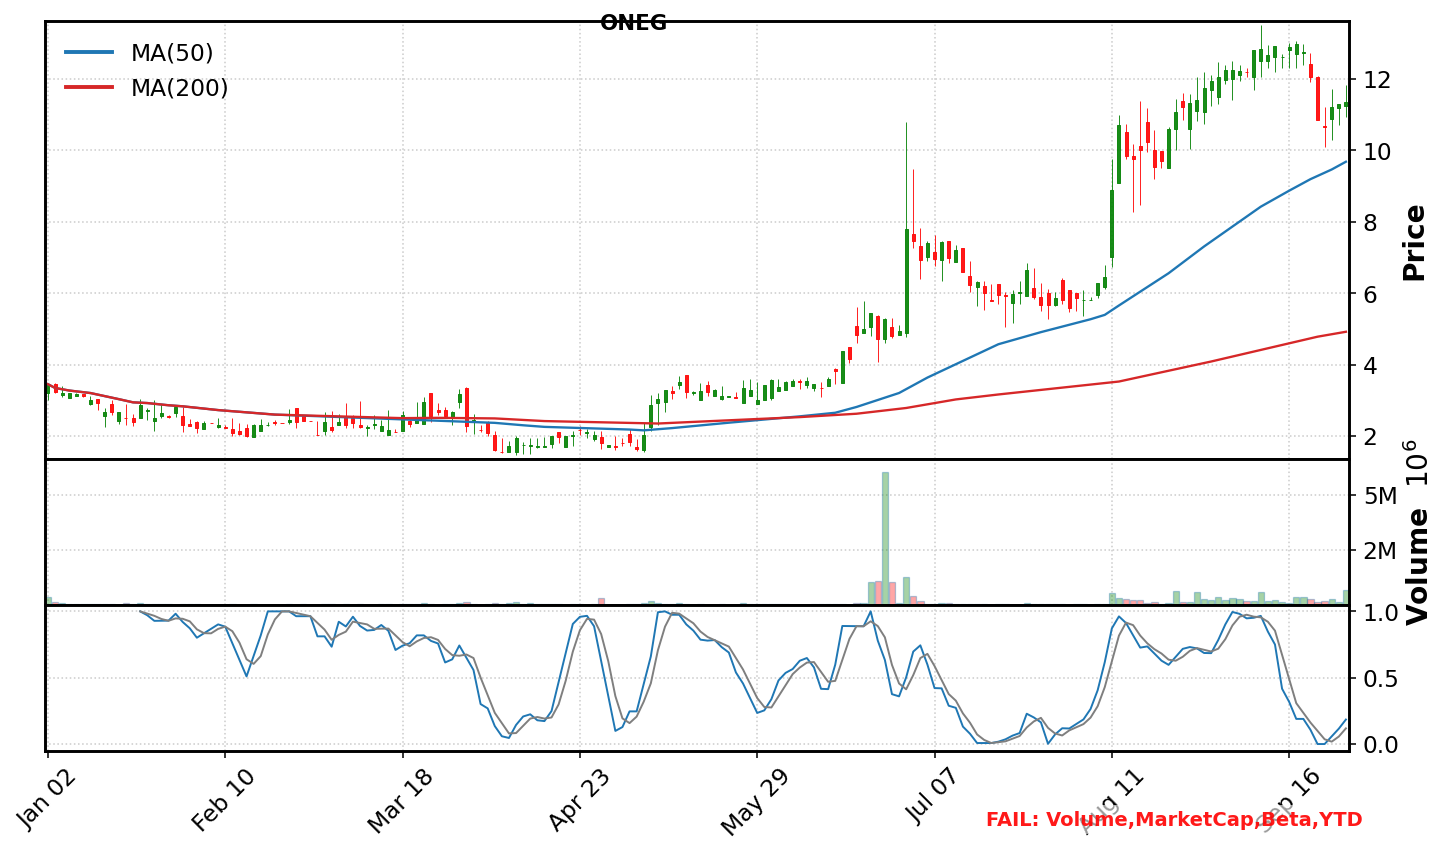 ONEG
MA(50)
MA(200)
12
10
8
6
4
2
Price
5M
2M
Volume 10^6
1.0
0.5
0.0
Jan 02
Feb 10
Mar 18
Apr 23
May 29
Jul 07
Aug 11
Sep 16
FAIL: Volume,MarketCap,Beta,YTD